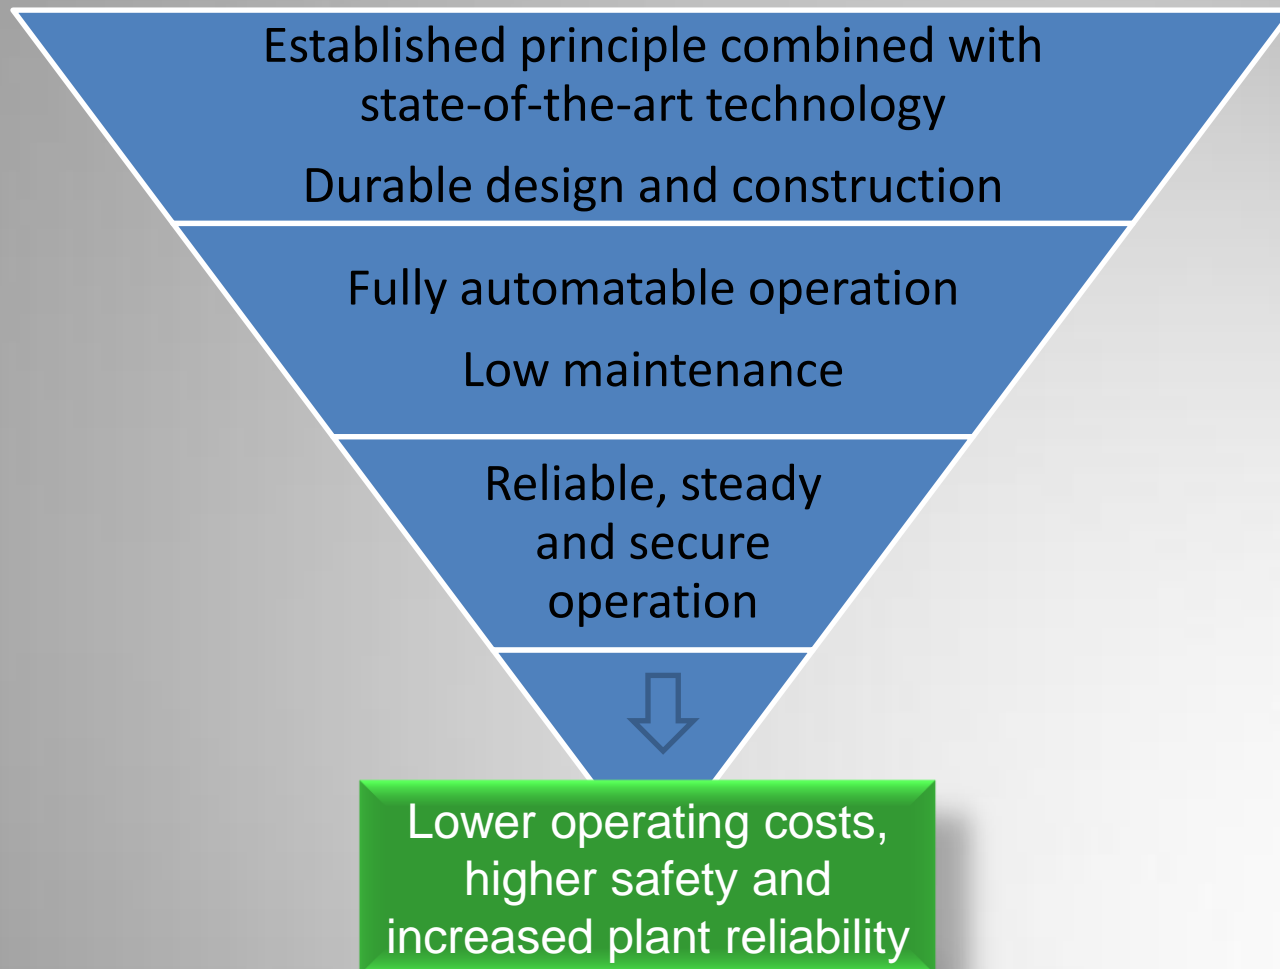 Established principle combined with
state-of-the-art technology
Durable design and construction
Fully automatable operation
Low maintenance
Reliable, steady
and secure
operation
Lower operating costs,
higher safety and
increased plant reliability